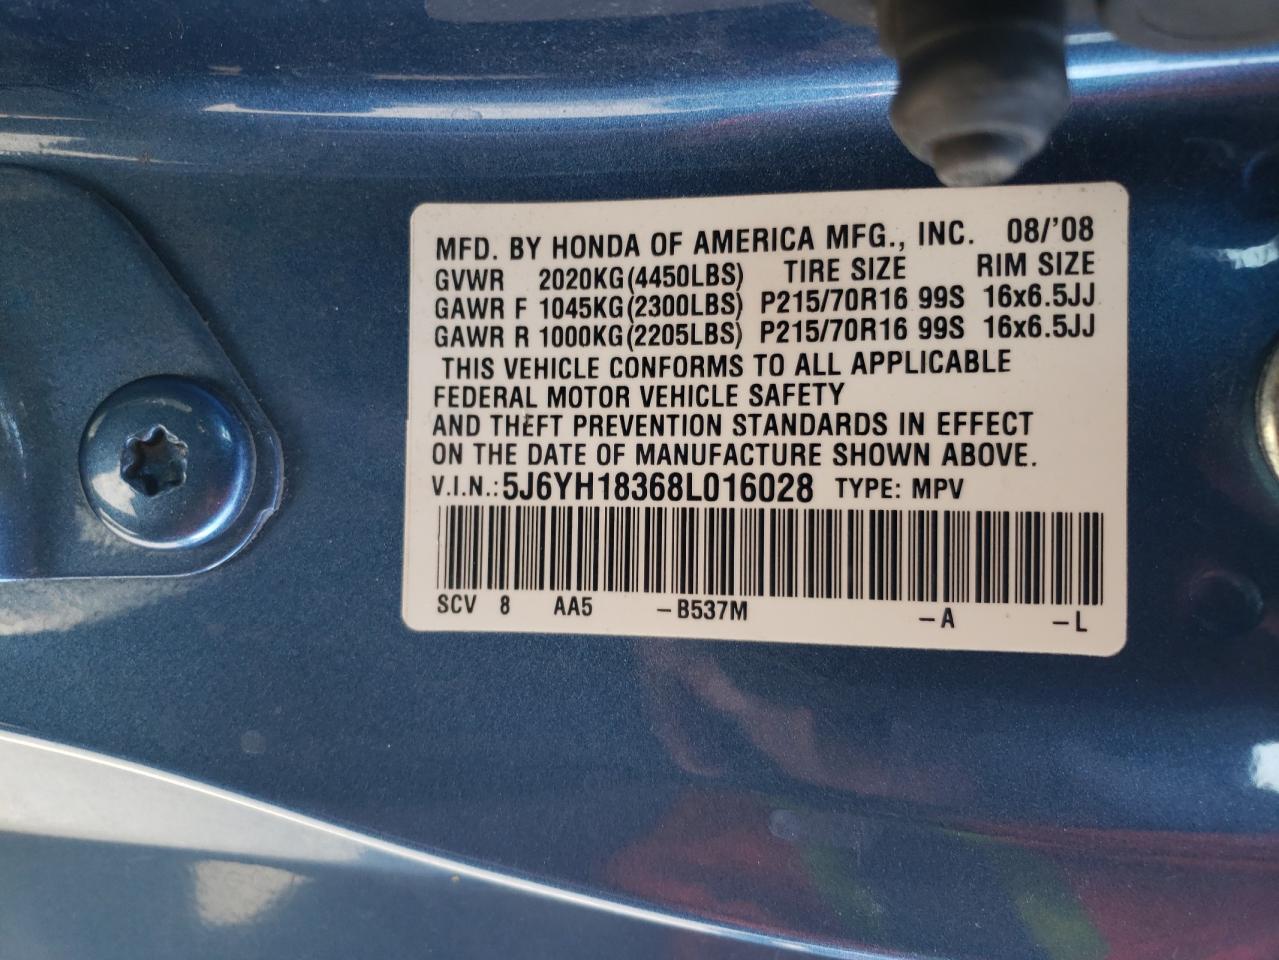 MFD. BY HONDA OF AMERICA MFG., INC. 08/'08
GVWR 2020KG(4450LBS) TIRE SIZE RIM SIZE
GAWR F 1045KG(2300LBS) P215/70R16 99S 16x6.5JJ
GAWR R 1000KG(2205LBS) P215/70R16 99S 16x6.5JJ
THIS VEHICLE CONFORMS TO ALL APPLICABLE
FEDERAL MOTOR VEHICLE SAFETY
AND THEFT PREVENTION STANDARDS IN EFFECT
ON THE DATE OF MANUFACTURE SHOWN ABOVE.
V.I.N.: 5J6YH18368L016028 TYPE: MPV
SCV 8 AA5 -B537M -A -L